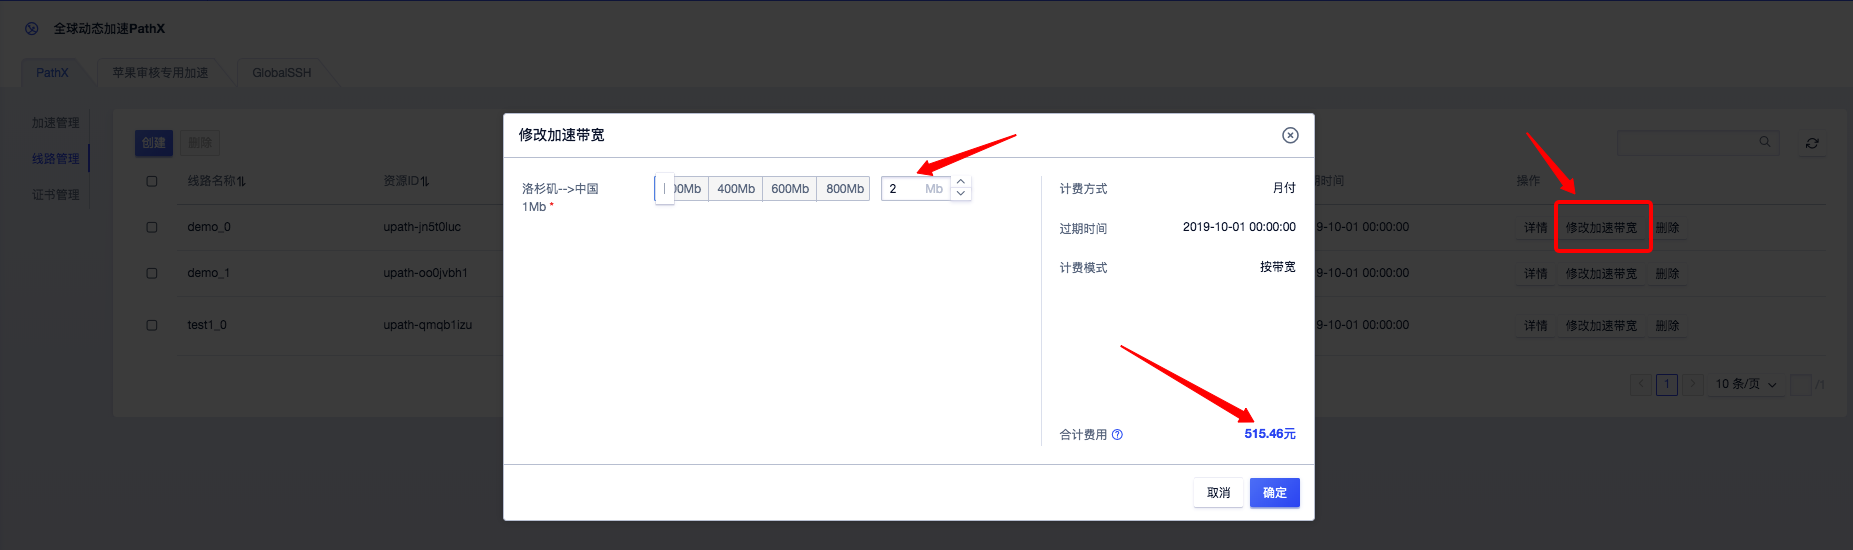 全球动态加速PathX
PathX 苹果审核专用加速 GlobalSSH
加速管理
线路管理
证书管理
创建 删除
线路名称 资源ID 期时间 操作
demo_0 upath-jn5t0luc 9-10-01 00:00:00 详情 修改加速带宽 删除
demo_1 upath-oo0jvbh1 9-10-01 00:00:00 详情 修改加速带宽 删除
test1_0 upath-qmqb1izu 9-10-01 00:00:00 详情 修改加速带宽 删除
1 10 条/页 /1
修改加速带宽
洛杉矶-->中国
1Mb *
00Mb 400Mb 600Mb 800Mb 2 Mb
计费方式 月付
过期时间 2019-10-01 00:00:00
计费模式 按带宽
合计费用 515.46元
取消 确定